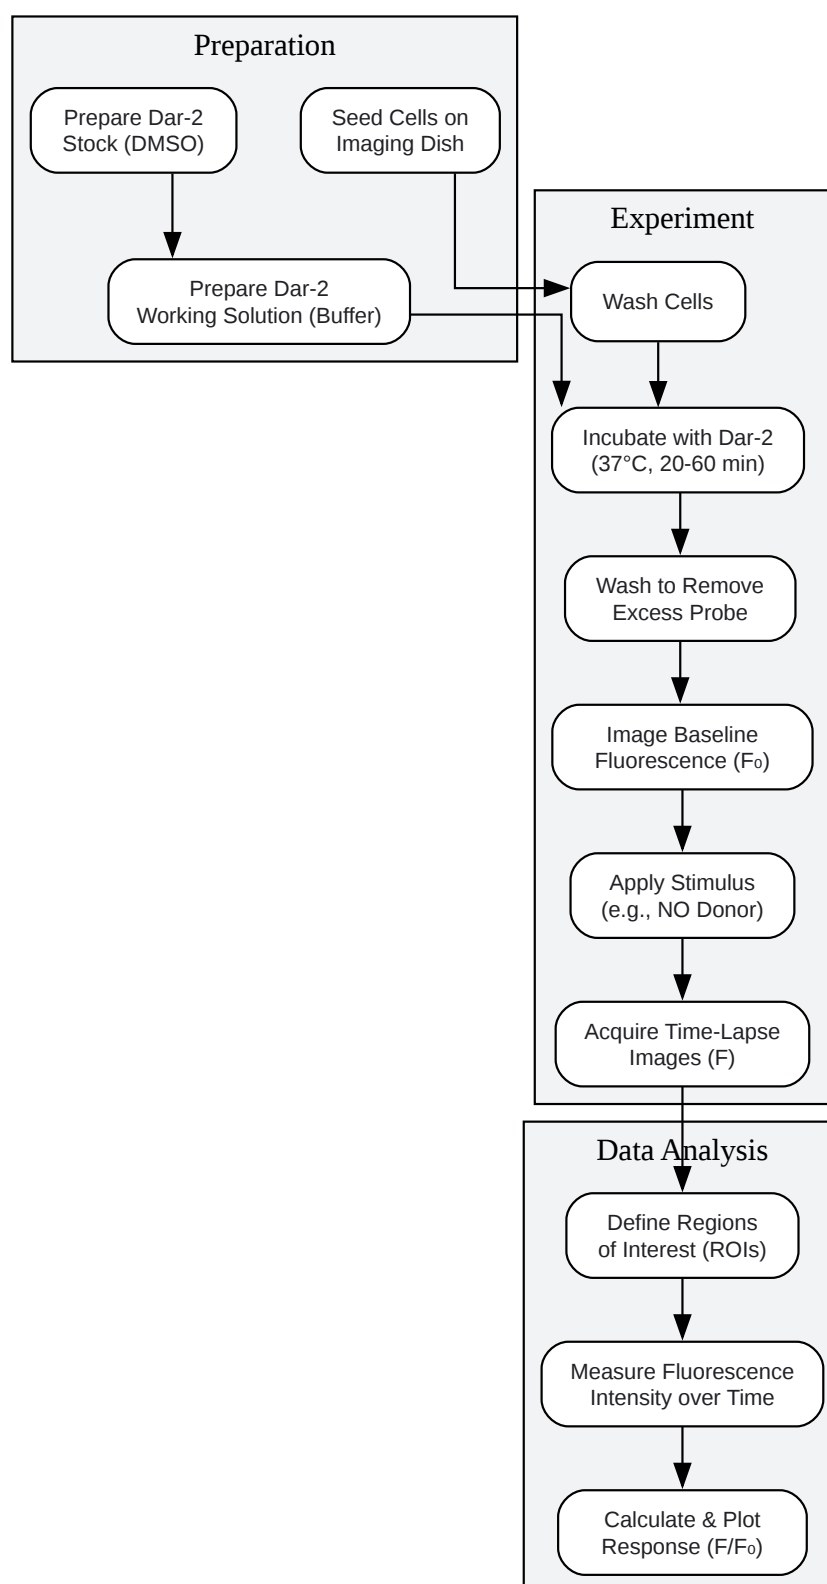 Preparation
Prepare Dar-2
Stock (DMSO)
Seed Cells on
Imaging Dish
Prepare Dar-2
Working Solution (Buffer)
Experiment
Wash Cells
Incubate with Dar-2
(37°C, 20-60 min)
Wash to Remove
Excess Probe
Image Baseline
Fluorescence (F₀)
Apply Stimulus
(e.g., NO Donor)
Acquire Time-Lapse
Images (F)
Data Analysis
Define Regions
of Interest (ROIs)
Measure Fluorescence
Intensity over Time
Calculate & Plot
Response (F/F₀)